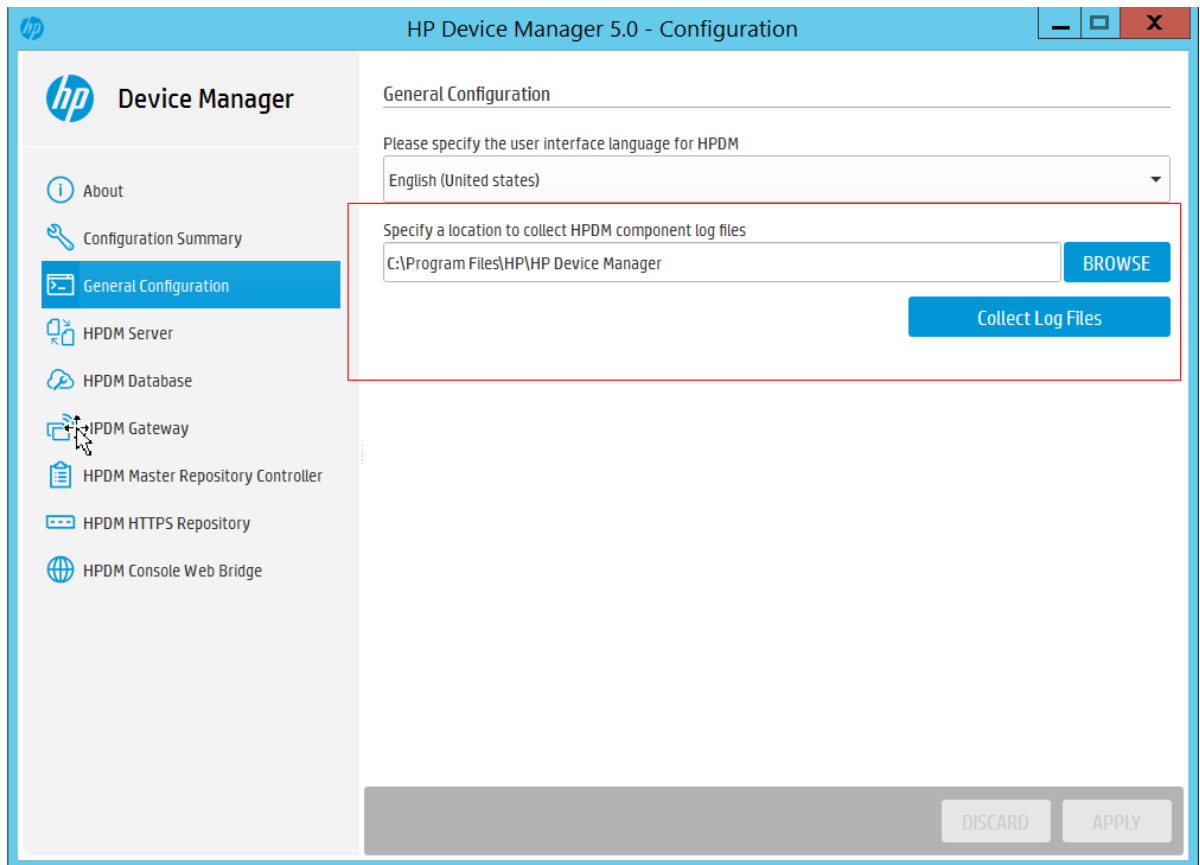 hp
HP Device Manager 5.0 - Configuration
X
hp
Device Manager
About
Configuration Summary
General Configuration
HPDM Server
HPDM Database
HPDM Gateway
HPDM Master Repository Controller
HPDM HTTPS Repository
HPDM Console Web Bridge
General Configuration
Please specify the user interface language for HPDM
English (United states)
Specify a location to collect HPDM component log files
C:\Program Files\HP\HP Device Manager
BROWSE
Collect Log Files
DISCARD
APPLY